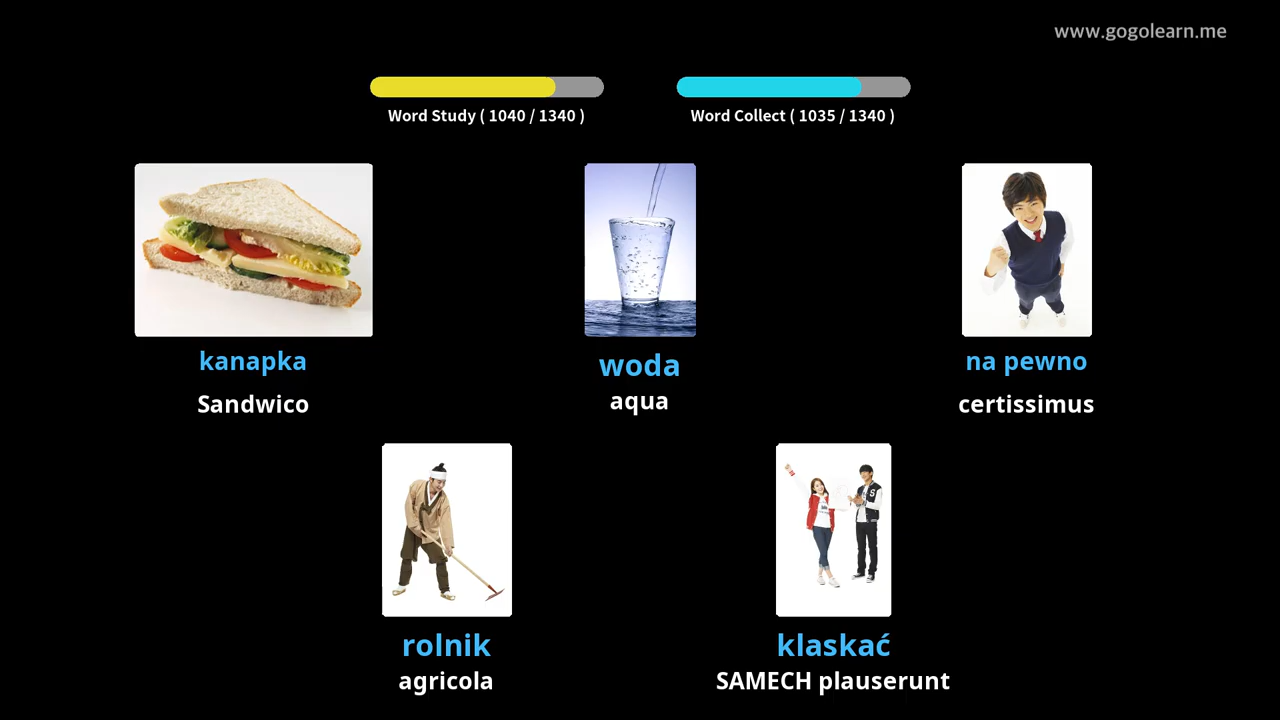 www.gogolearn.me
Word Study ( 1040 / 1340 )
Word Collect ( 1035 / 1340 )
kanapka
Sandwico
woda
aqua
na pewno
certissimus
rolnik
agricola
klaskać
SAMECH plauserunt